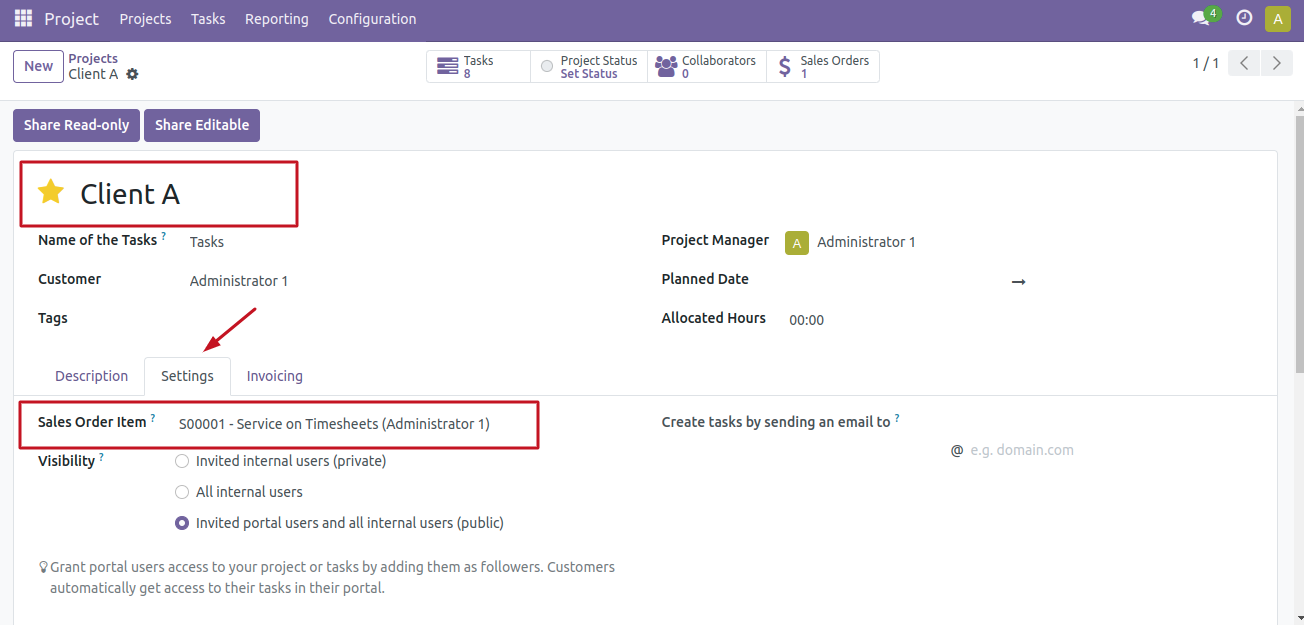 Project Projects Tasks Reporting Configuration 4 A
New Projects
Client A
Tasks
8
Project Status
Set Status
Collaborators
0
Sales Orders
1
1 / 1
Share Read-only Share Editable
Client A
Name of the Tasks ? Tasks
Project Manager A Administrator 1
Customer Administrator 1
Planned Date
Tags
Allocated Hours 00:00
Description Settings Invoicing
Sales Order Item ? S00001 - Service on Timesheets (Administrator 1)
Create tasks by sending an email to ?
@ e.g. domain.com
Visibility ? Invited internal users (private)
All internal users
Invited portal users and all internal users (public)
Grant portal users access to your project or tasks by adding them as followers. Customers
automatically get access to their tasks in their portal.